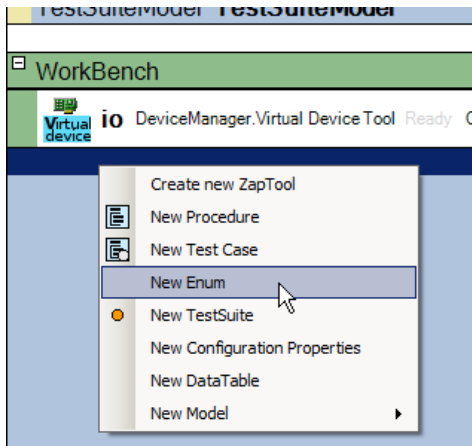 TestSuiteModel TestSuiteModel
WorkBench
Virtual device io DeviceManager.Virtual Device Tool Ready
Create new ZapTool
New Procedure
New Test Case
New Enum
New TestSuite
New Configuration Properties
New DataTable
New Model